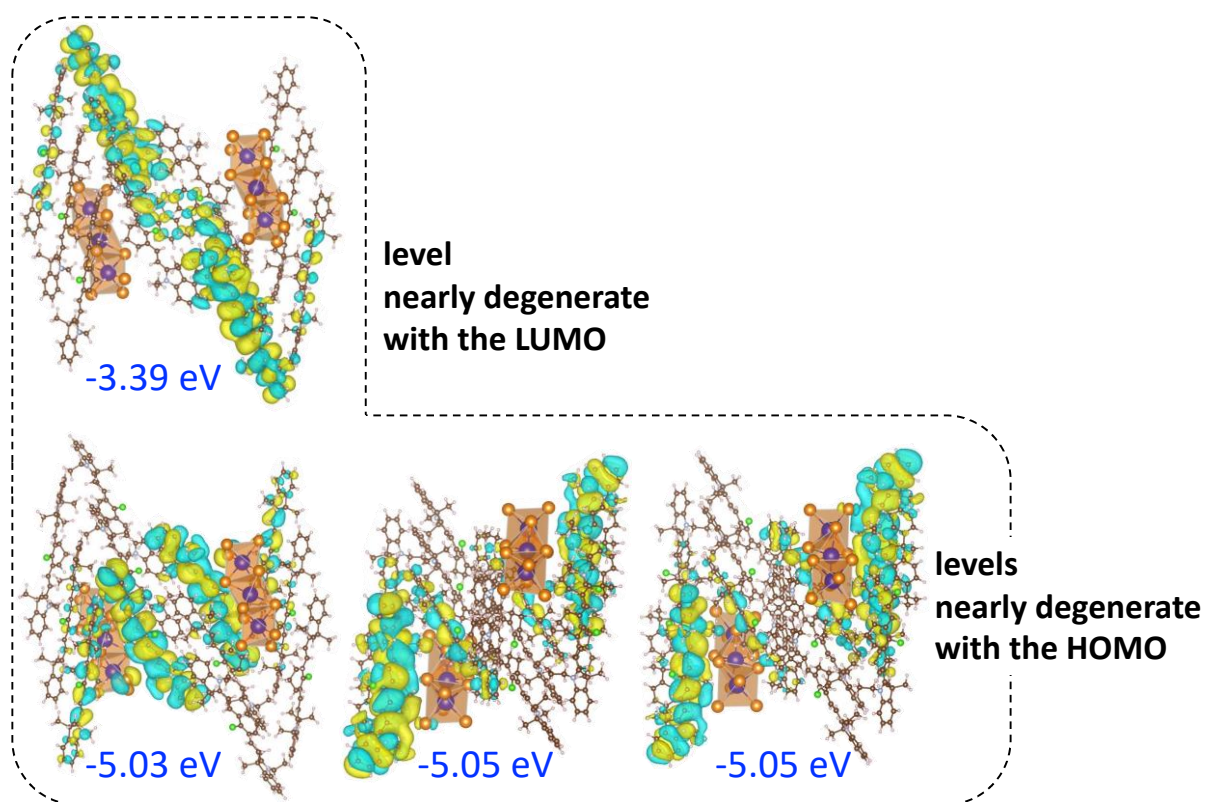 level
nearly degenerate
with the LUMO
-3.39 eV
levels
nearly degenerate
with the HOMO
-5.03 eV
-5.05 eV
-5.05 eV